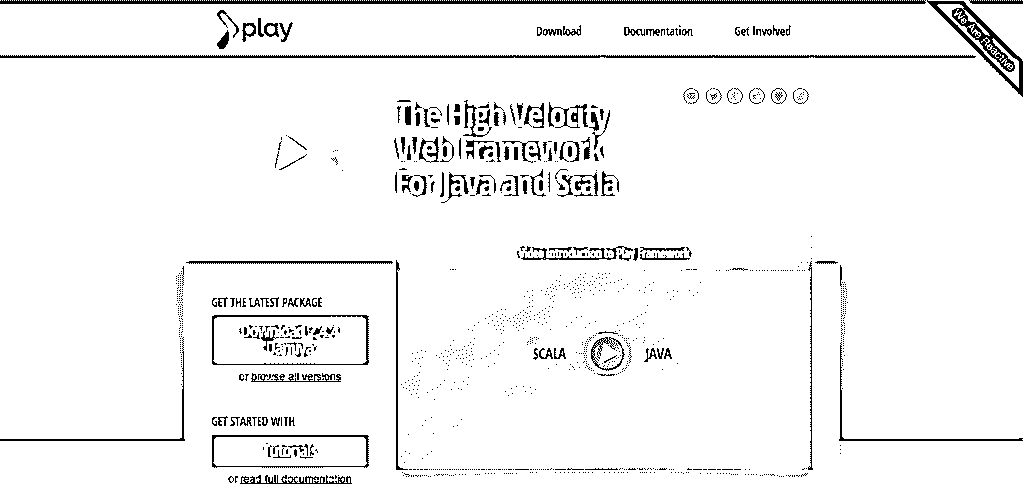 play
Download
Documentation
Get Involved
We Are Reactive
The High Velocity
Web Framework
For Java and Scala
Video Introduction to Play Framework
GET THE LATEST PACKAGE
Download 2.4.4
Damiya
or browse all versions
SCALA
JAVA
GET STARTED WITH
Tutorials
or read full documentation